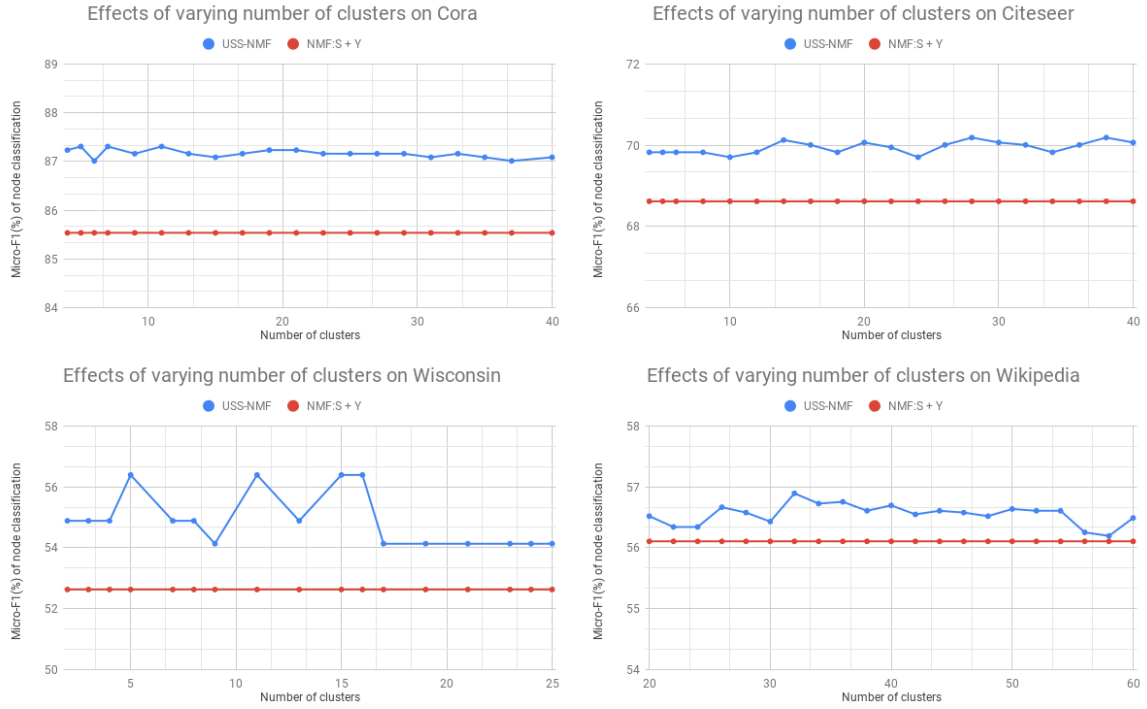 Effects of varying number of clusters on Cora
USS-NMF NMF:S + Y
Micro-F1(%) of node classification
89
88
87
86
85
84
10 20 30 40
Number of clusters
Effects of varying number of clusters on Citeseer
USS-NMF NMF:S + Y
Micro-F1(%) of node classification
72
70
68
66
10 20 30 40
Number of clusters
Effects of varying number of clusters on Wisconsin
USS-NMF NMF:S + Y
Micro-F1(%) of node classification
58
56
54
52
50
5 10 15 20 25
Number of clusters
Effects of varying number of clusters on Wikipedia
USS-NMF NMF:S + Y
Micro-F1(%) of node classification
58
57
56
55
54
20 30 40 50 60
Number of clusters